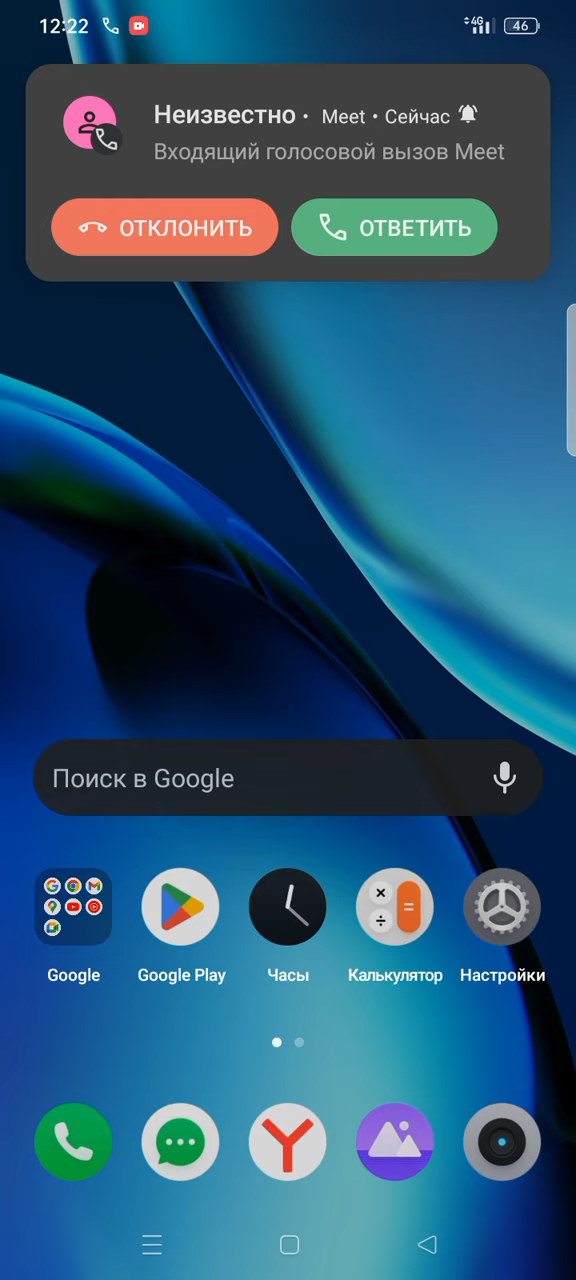 12:22 4G 46
Неизвестно • Meet • Сейчас
Входящий голосовой вызов Meet
ОТКЛОНИТЬ ОТВЕТИТЬ
Поиск в Google
Google Google Play Часы Калькулятор Настройки